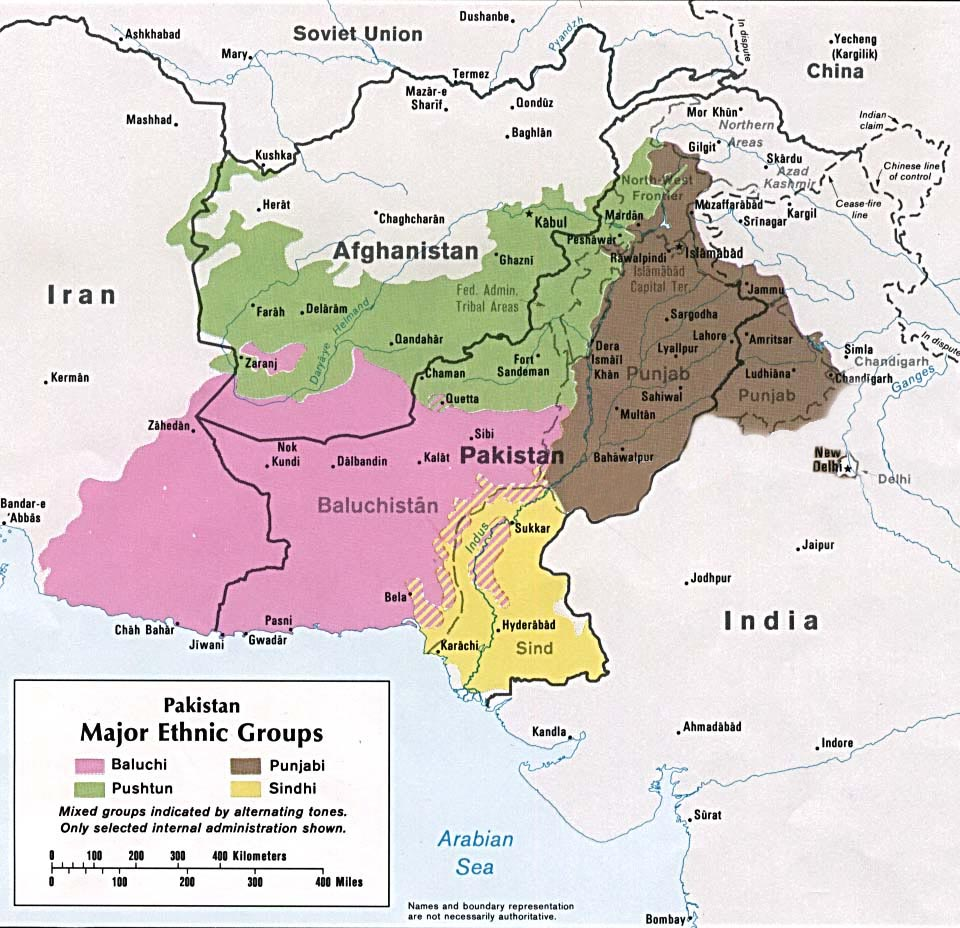 Dushanbe
Pyandzh
In dispute
Ashkhabad
Soviet Union
Yecheng
(Kargilik)
Mary
China
Termez
Mazār-e
Sharīf
Qondūz
Mor Khūn
Mashhad
Baghlān
Northern
Areas
Indian
claim
Gilgit
Kushka
Skārdu
Azad
Kashmir
Chinese line
of control
North-West
Frontier
Herāt
Chaghcharān
Kābul
Mardān
Muzaffarābād
Kargil
Cease-fire
line
Srīnagar
Peshāwar
Afghanistan
Ghaznī
Rāwalpindi
Islāmābād
Islāmābād
Capital Ter.
Iran
Fed. Admin.
Tribal Areas
Jammu
Farāh
Delārām
Daryā-ye Helmand
Sargodha
Qandahār
Lahore
Amritsar
In dispute
Zaranj
Fort
Sandeman
Dera
Ismāīl
Khān
Lyallpur
Simla
Chandīgarh
Kermān
Chaman
Punjab
Ludhiāna
Chandīgarh
Ganges
Quetta
Sahiwal
Punjab
Multān
Zāhedān
Sibi
Nok
Kundi
Dālbandin
Kalāt
Pakistan
Bahāwalpur
New
Delhi
Delhi
Bandar-e
'Abbās
Baluchistān
Sukkar
Indus
Jaipur
Jodhpur
Bela
India
Chāh Bahār
Pasni
Jīwani
Gwadār
Hyderābād
Karāchi
Sind
Pakistan
Major Ethnic Groups
Baluchi
Punjabi
Pushtun
Sindhi
Mixed groups indicated by alternating tones.
Only selected internal administration shown.
0 100 200 300 400 Kilometers
0 100 200 300 400 Miles
Kandla
Ahmadābād
Indore
Sūrat
Arabian
Sea
Names and boundary representation
are not necessarily authoritative.
Bombay